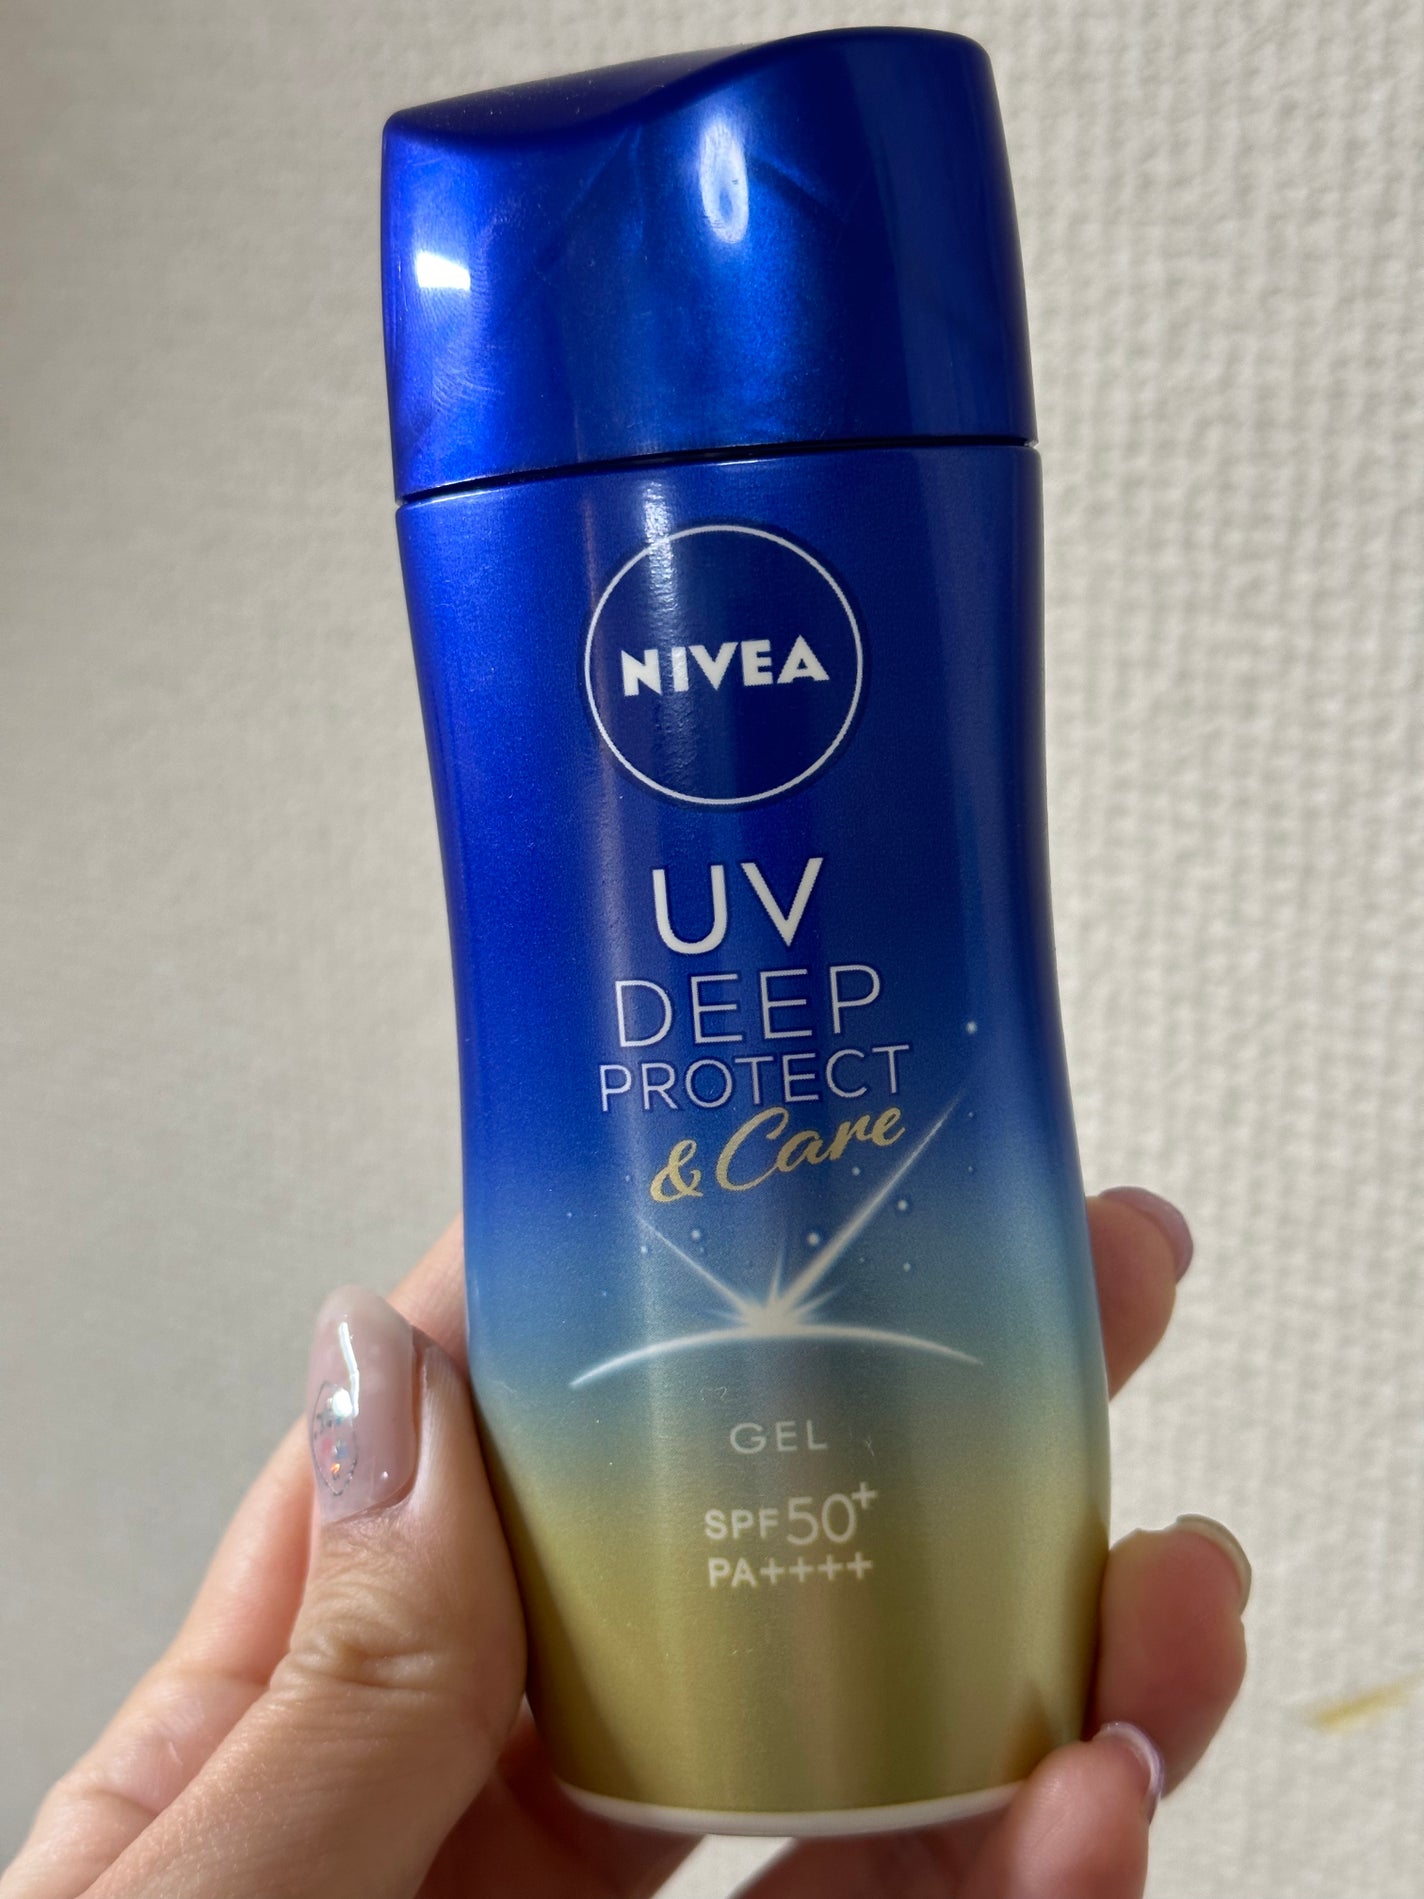 NIVEA
UV
DEEP
PROTECT
& Care
GEL
SPF50+
PA++++